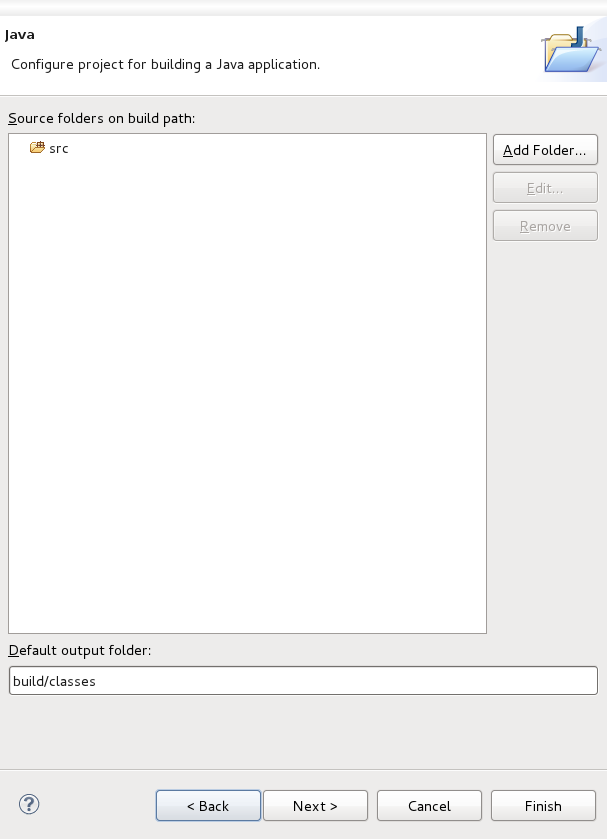 Java
Configure project for building a Java application.
Source folders on build path:
src
Add Folder...
Edit...
Remove
Default output folder:
build/classes
?
< Back
Next >
Cancel
Finish